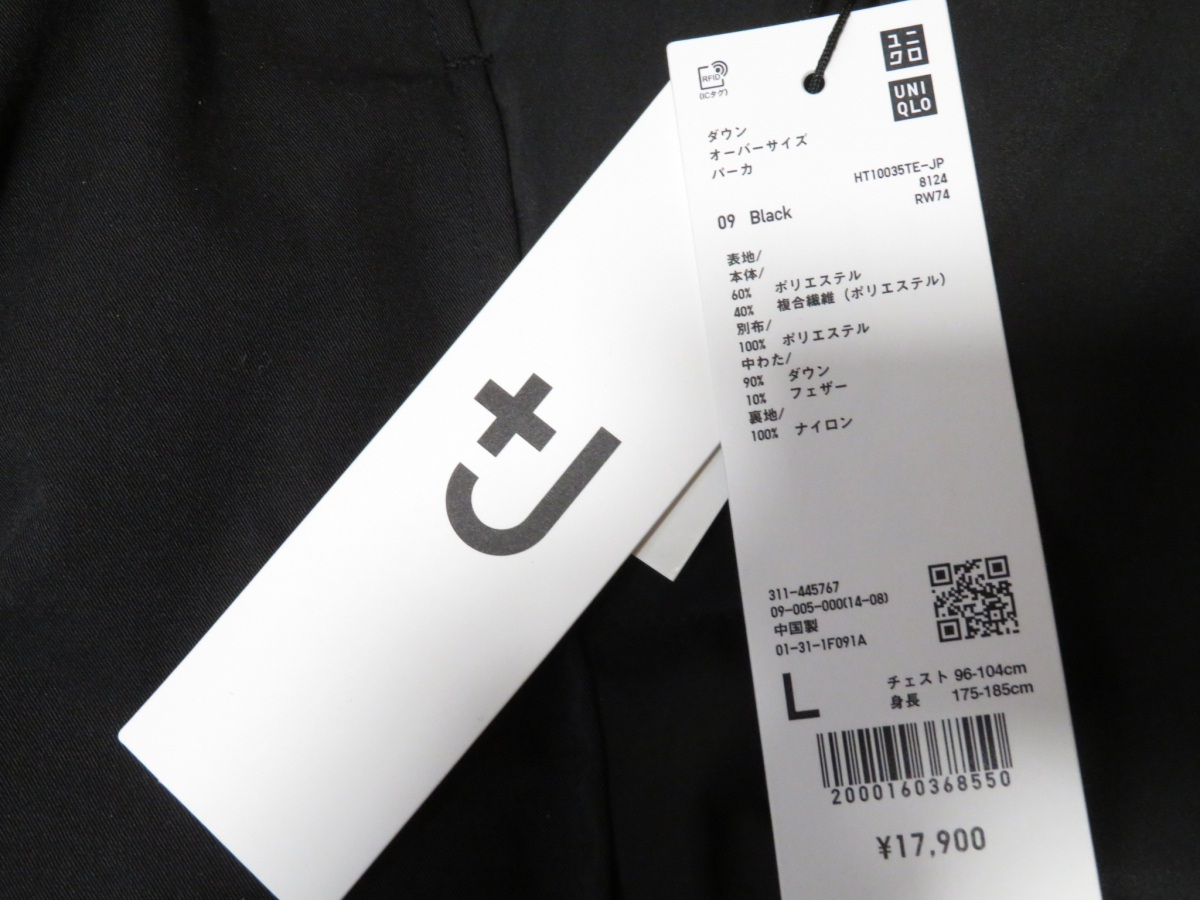 RFID
(ICタグ)
ユニ
クロ
UNI
QLO
ダウン
オーバーサイズ
パーカ
HT10035TE-JP
8124
RW74
09 Black
表地/
本体/
60% ポリエステル
40% 複合繊維 (ポリエステル)
別布/
100% ポリエステル
中わた/
90% ダウン
10% フェザー
裏地/
100% ナイロン
311-445767
09-005-000(14-08)
中国製
01-31-1F091A
L
チェスト 96-104cm
身長 175-185cm
2000160368550
¥17,900
+J